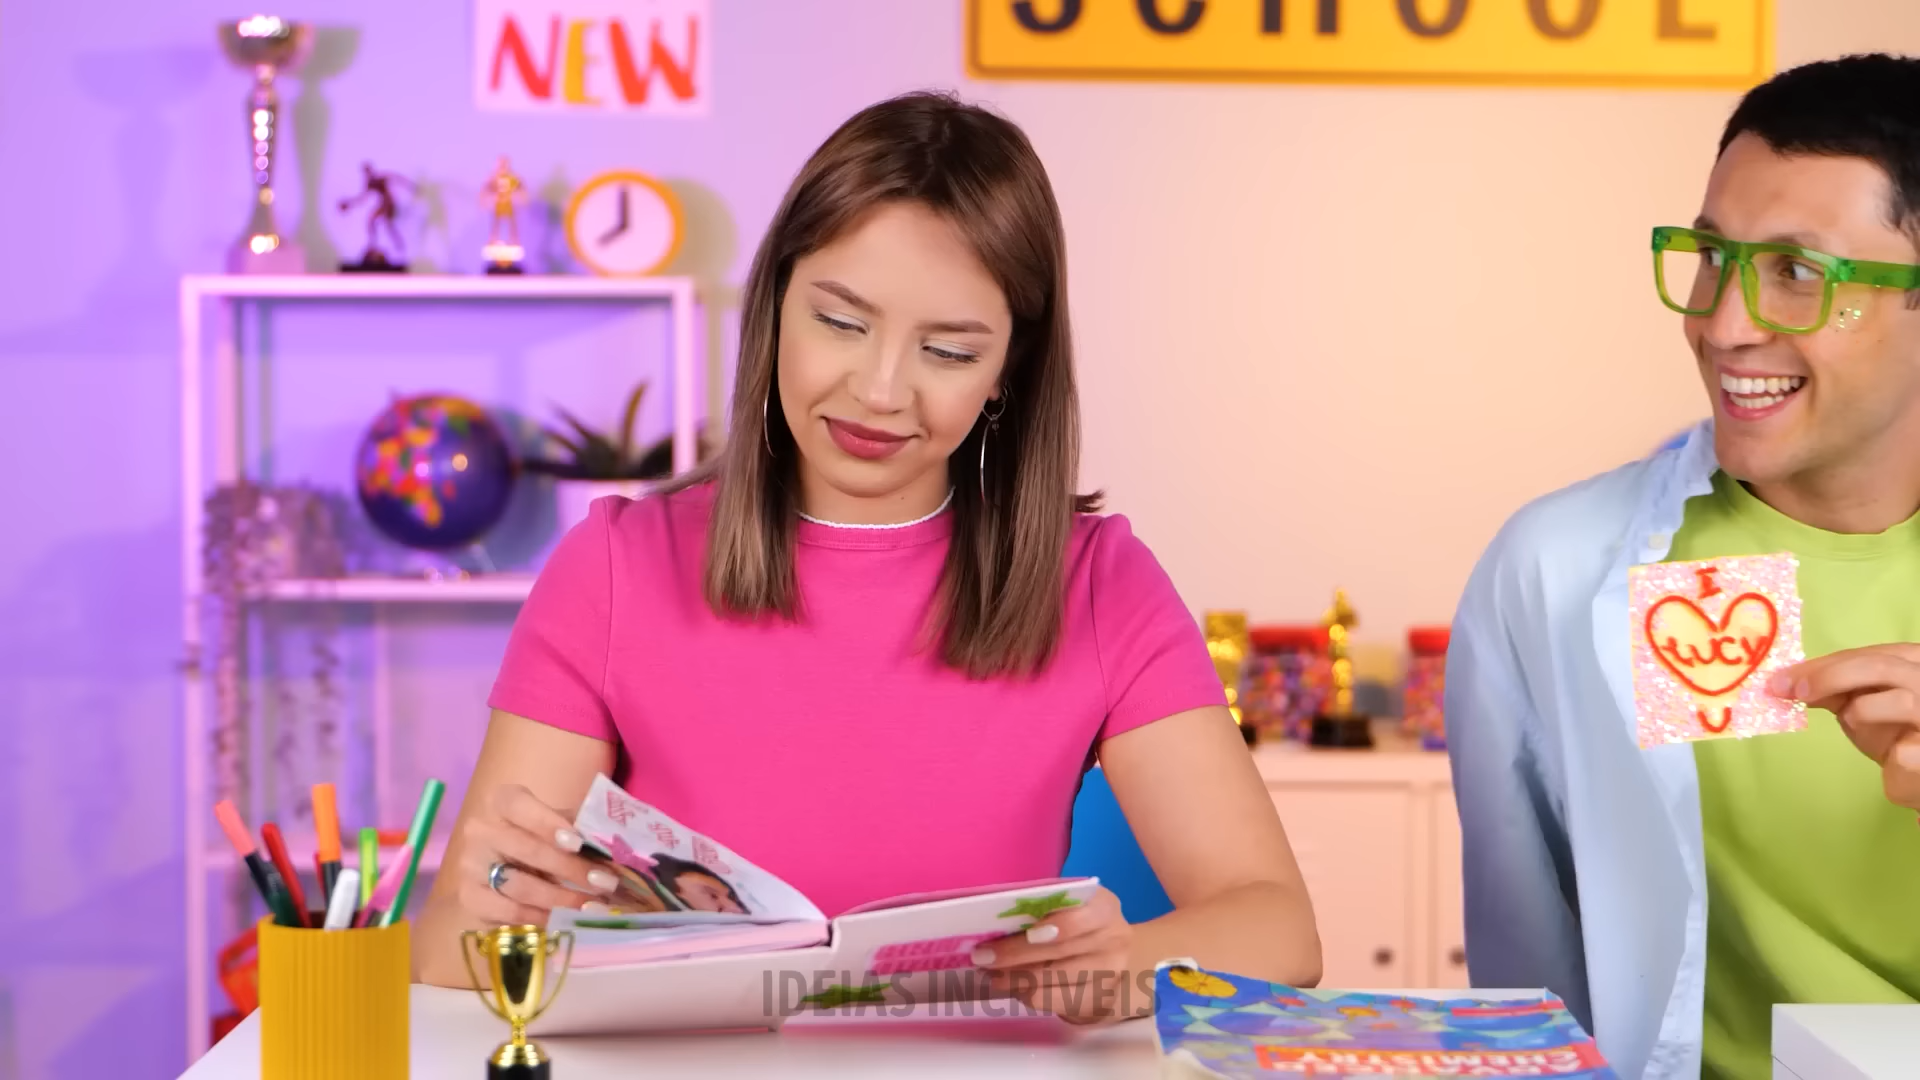 NEW
SCHOOL
I
LUCY
U
IDEIAS INCRÍVEIS
ADVANCED
CHEMISTRY